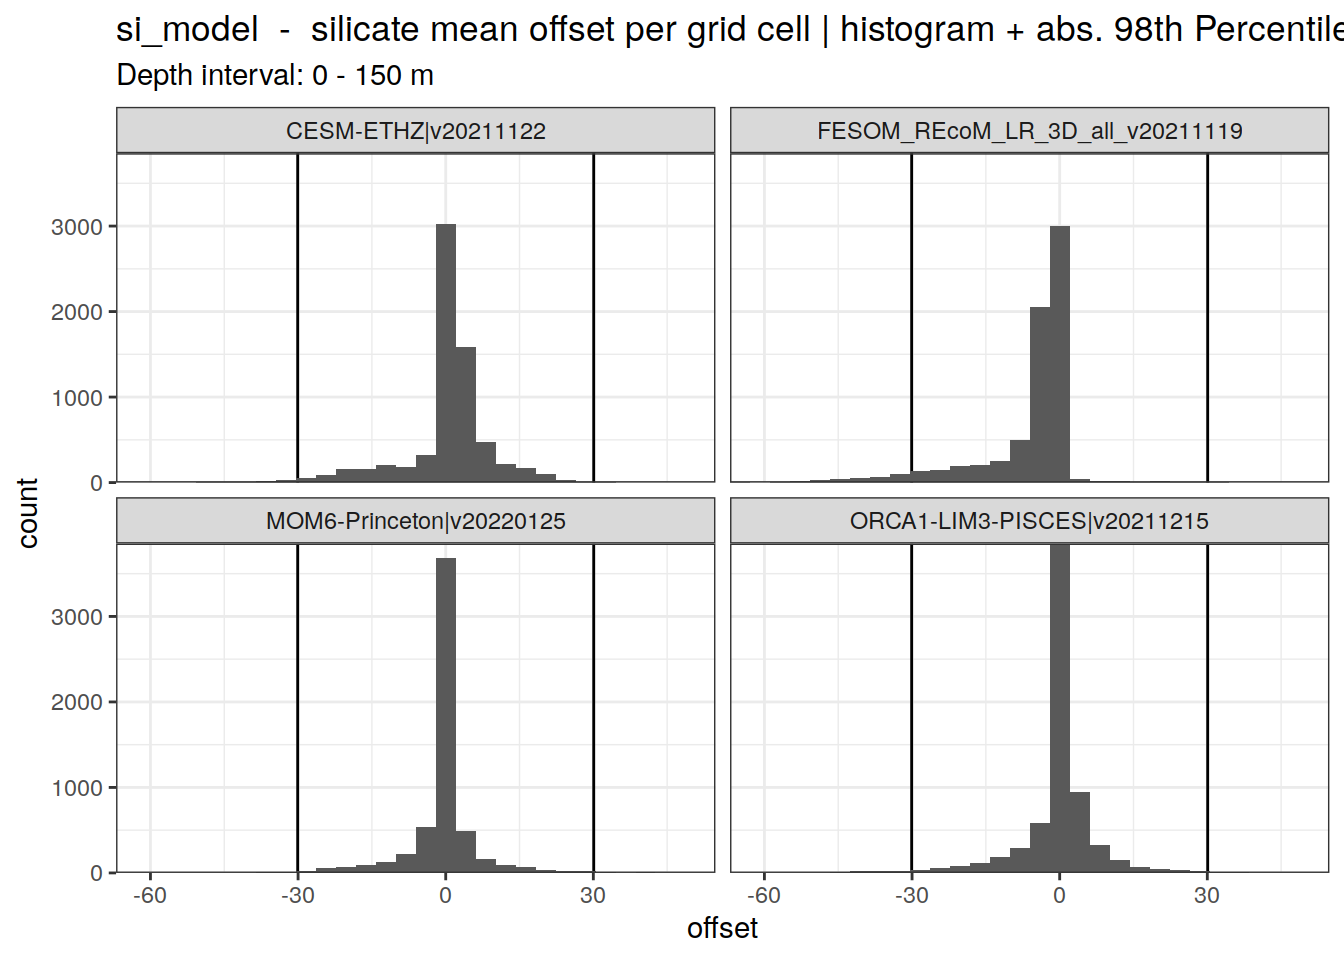 si_model  -  silicate mean offset per grid cell | histogram + abs. 98th Percentile
Depth interval: 0 - 150 m
CESM-ETHZ|v20211122
FESOM_REcoM_LR_3D_all_v20211119
3000
2000
1000
0
MOM6-Princeton|v20220125
ORCA1-LIM3-PISCES|v20211215
3000
2000
1000
0
count
-60 -30 0 30 -60 -30 0 30
offset